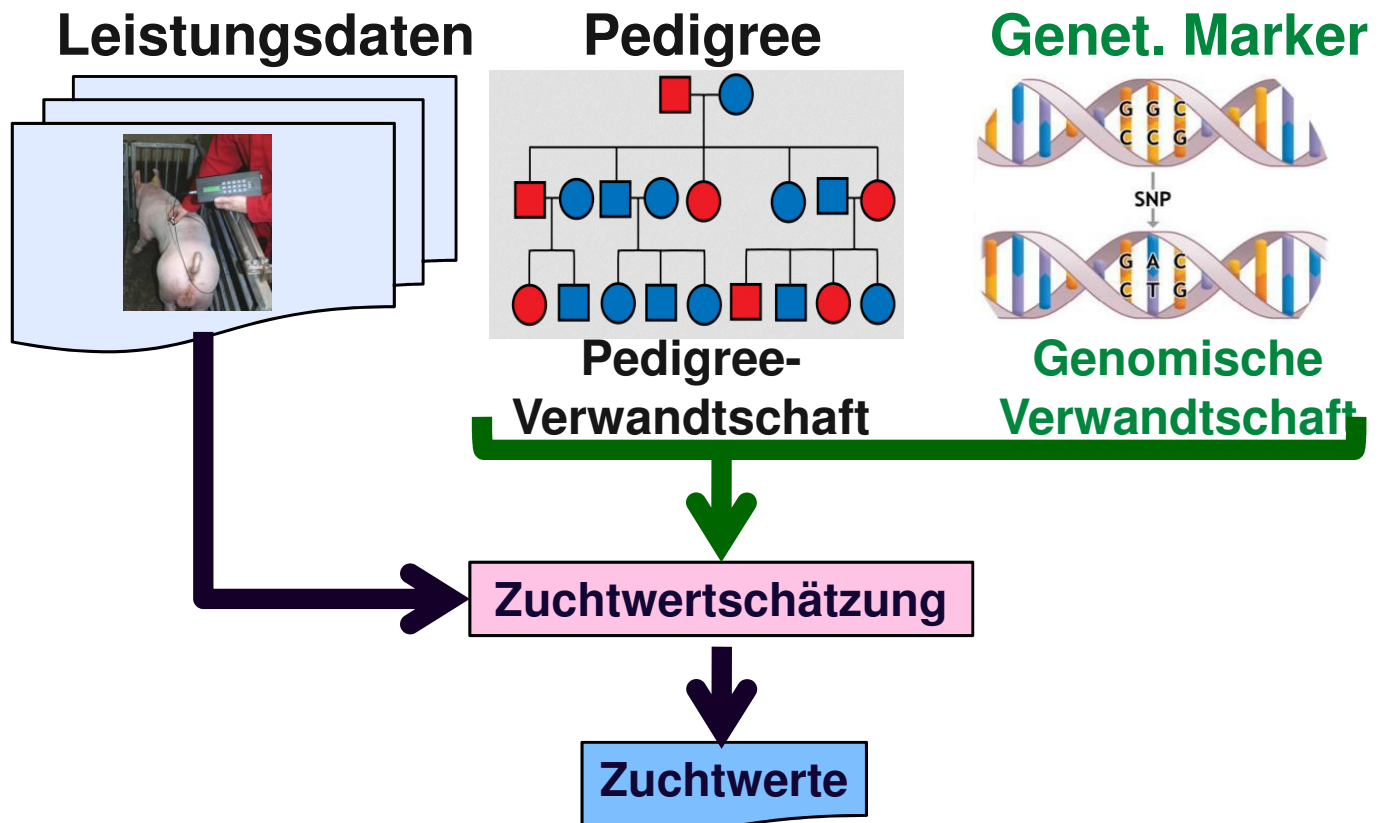 Leistungsdaten
Pedigree
Genet. Marker
G G C
C C G
SNP
G A C
C T G
Pedigree-
Verwandtschaft
Genomische
Verwandtschaft
Zuchtwertschätzung
Zuchtwerte